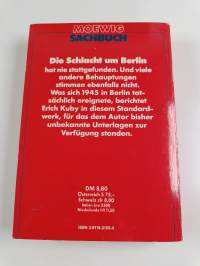 MOEWIG
SACHBUCH
Die Schlacht um Berlin
hat nie stattgefunden. Und viele
andere Behauptungen
stimmen ebenfalls nicht.
Was sich 1945 in Berlin tat-
sächlich ereignete, berichtet
Erich Kuby in diesem Standard-
werk, für das dem Autor bisher
unbekannte Unterlagen zur
Verfügung standen.
DM 8,80
Österreich S 75,-
Schweiz sfr 8,80